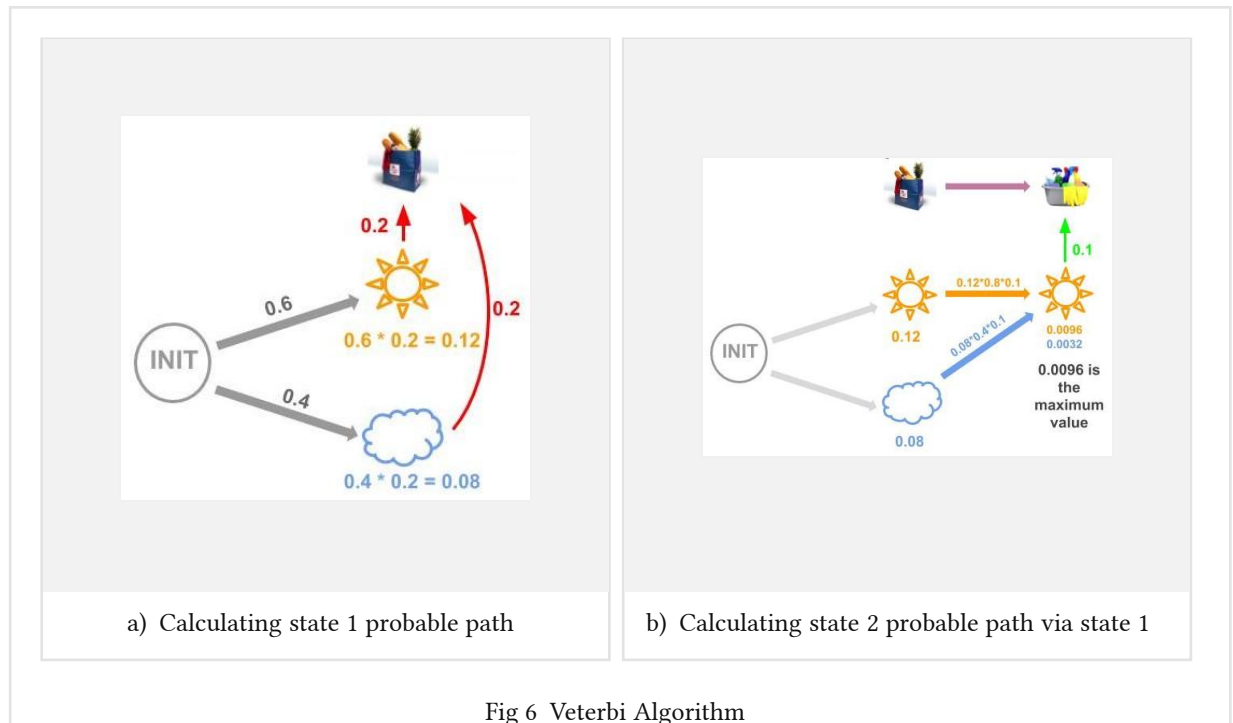 0.2
0.6
0.2
INIT
0.6 * 0.2 = 0.12
0.4
0.4 * 0.2 = 0.08
a) Calculating state 1 probable path
0.1
0.12*0.8*0.1
INIT
0.12
0.08*0.4*0.1
0.0096
0.0032
0.0096 is
the
maximum
value
0.08
b) Calculating state 2 probable path via state 1
Fig 6 Veterbi Algorithm